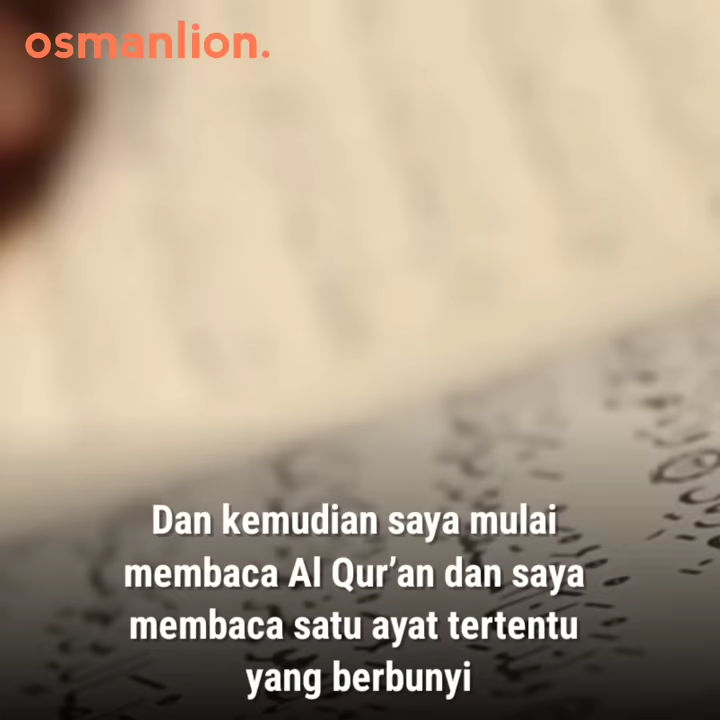 osmanlion.
Dan kemudian saya mulai
membaca Al Qur’an dan saya
membaca satu ayat tertentu
yang berbunyi